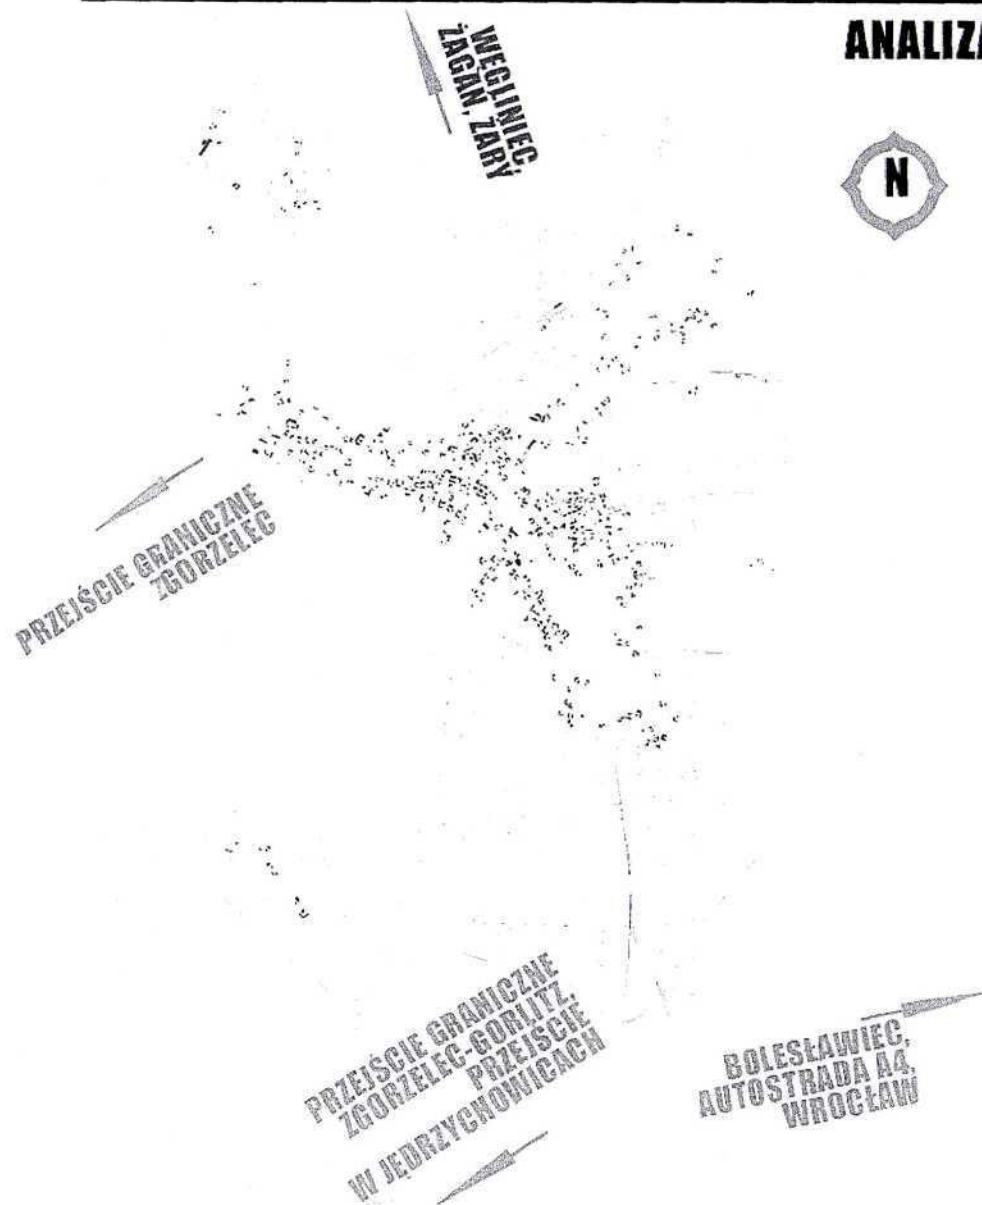 ANALIZA
WĘGLINIEC,
ŻAGAŃ, ŻARY
N
PRZEJŚCIE GRANICZNE
ZGORZELEC
PRZEJŚCIE GRANICZNE
ZGORZELEC-GORLITZ,
PRZEJŚCIE
W JĘDRZYCHOWICACH
BOLESŁAWIEC,
AUTOSTRADA A4,
WROCŁAW